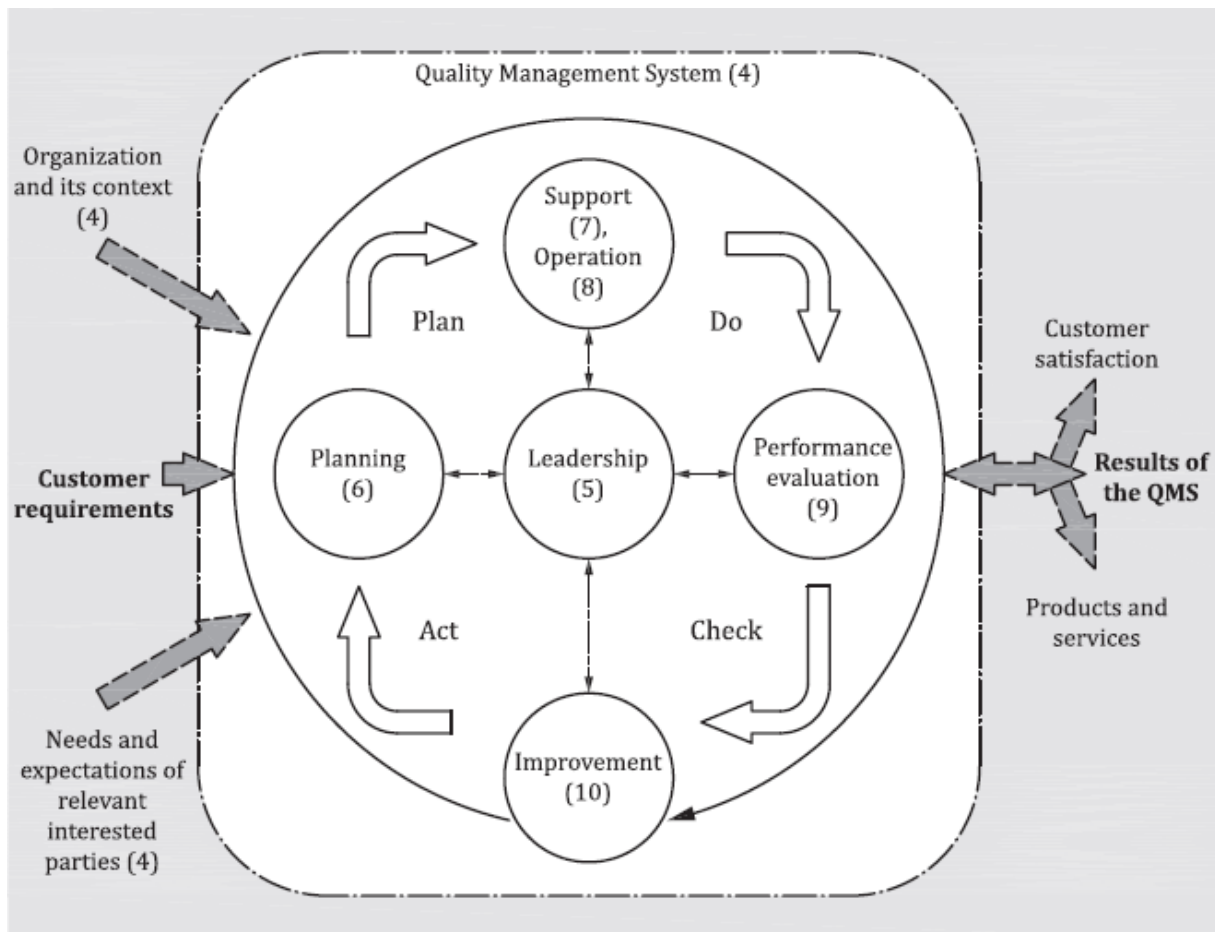 Quality Management System (4)
Organization
and its context
(4)
Support
(7),
Operation
(8)
Plan
Do
Customer
satisfaction
Customer
requirements
Planning
(6)
Leadership
(5)
Performance
evaluation
(9)
Results of
the QMS
Act
Check
Products and
services
Needs and
expectations of
relevant
interested
parties (4)
Improvement
(10)